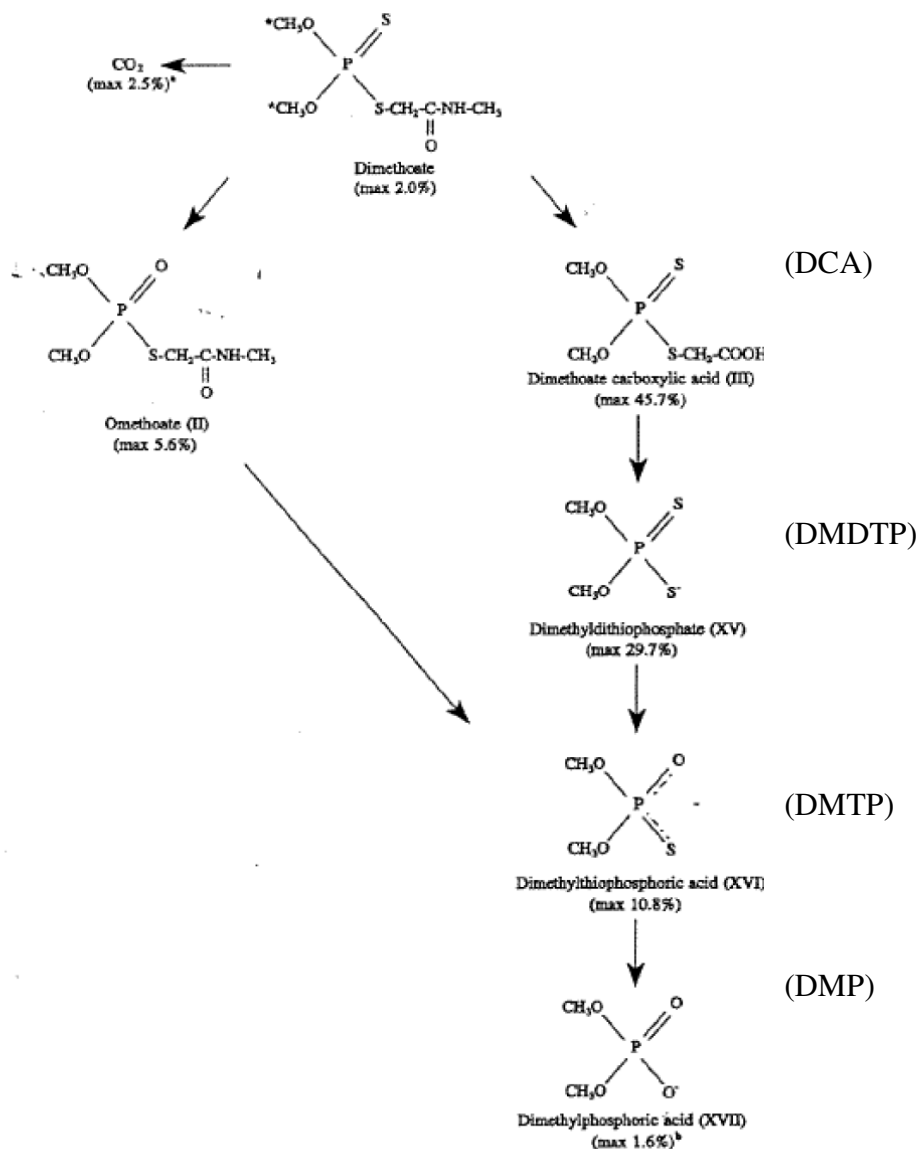 *CH₃O
S
P
*CH₃O
S-CH₂-C-NH-CH₃
O
CO₂
(max 2.5%)ᵃ
Dimethoate
(max 2.0%)
CH₃O
O
P
CH₃O
S-CH₂-C-NH-CH₃
O
Omethoate (II)
(max 5.6%)
CH₃O
S
(DCA)
P
CH₃O
S-CH₂-COOH
Dimethoate carboxylic acid (III)
(max 45.7%)
CH₃O
S
(DMDTP)
P
CH₃O
S⁻
Dimethyldithiophosphate (XV)
(max 29.7%)
CH₃O
O
(DMTP)
P
CH₃O
S
Dimethylthiophosphoric acid (XVI)
(max 10.8%)
(DMP)
CH₃O
O
P
CH₃O
O⁻
Dimethylphosphoric acid (XVII)
(max 1.6%)ᵇ